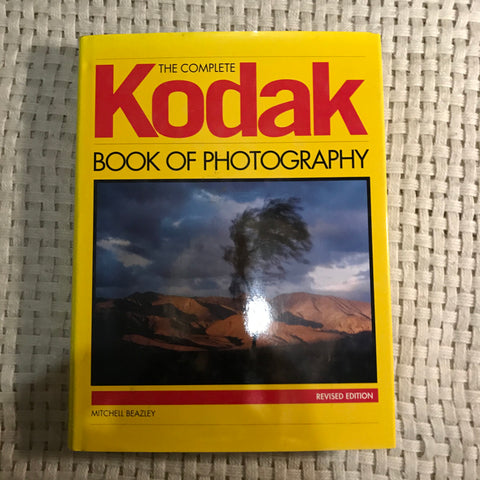 THE COMPLETE
Kodak
BOOK OF PHOTOGRAPHY
REVISED EDITION
MITCHELL BEAZLEY